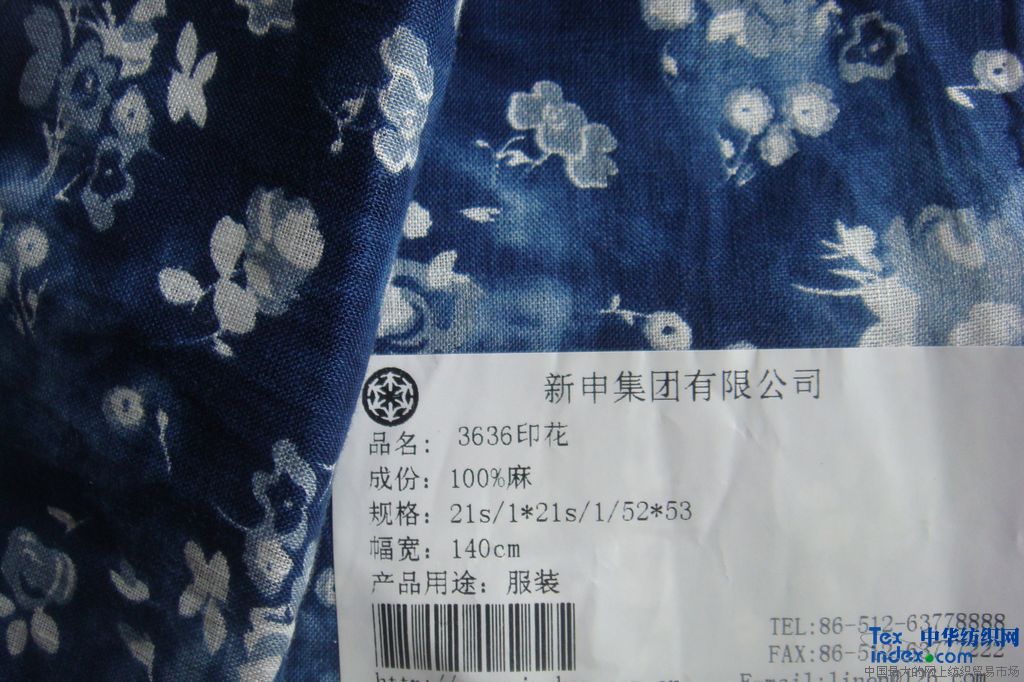 新申集团有限公司
品名: 3636印花
成份: 100%麻
规格: 21s/1*21s/1/52*53
幅宽: 140cm
产品用途: 服装
TEL:86-512-63778888
FAX:86-512-
E-mail:
Tex 中华纺织网
index.com
中国最大的网上纺织贸易市场